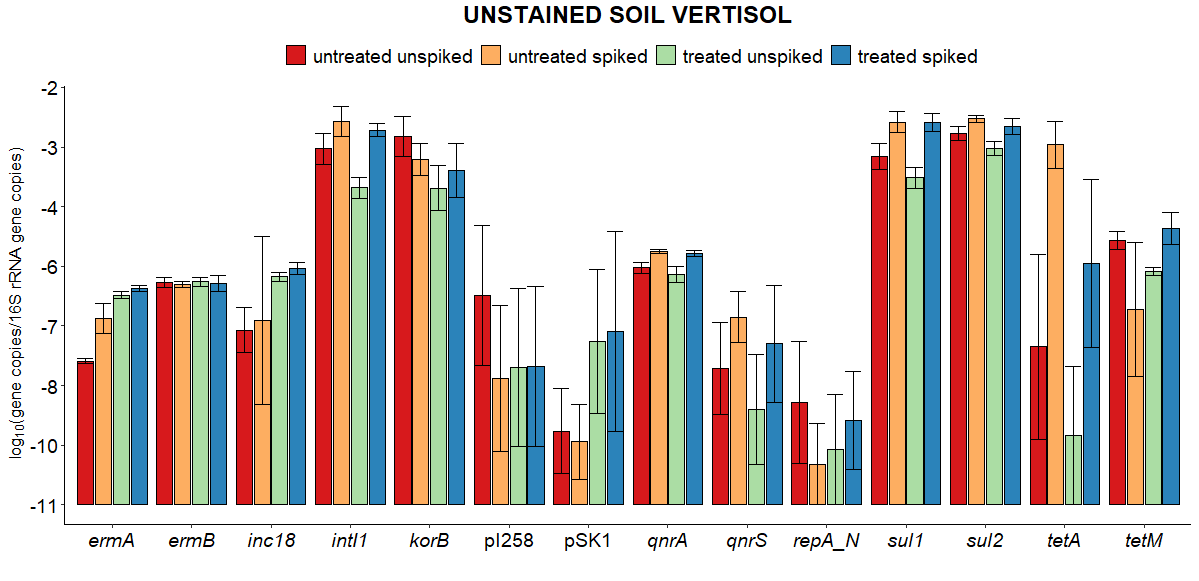 UNSTAINED SOIL VERTISOL
untreated unspiked untreated spiked treated unspiked treated spiked
log10(gene copies/16S rRNA gene copies)
-2
-3
-4
-6
-7
-8
-10
-11
ermA ermB inc18 intI1 korB pI258 pSK1 qnrA qnrS repA_N sul1 sul2 tetA tetM